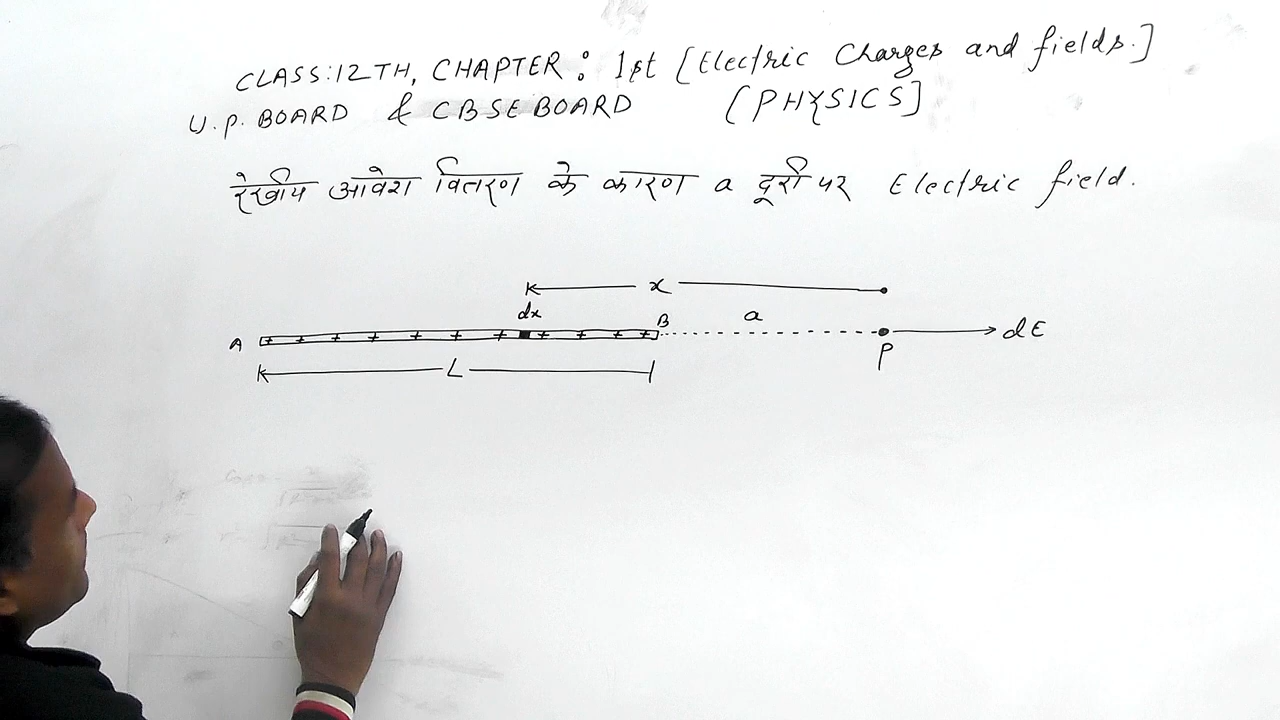 CLASS:12TH, CHAPTER: 1st [Electric Charges and fields.]
U.P. BOARD & CBSE BOARD [PHYSICS]
रेखीय आवेश वितरण के कारण a दूरी पर Electric field.
x
dx
B
a
A
dE
P
L